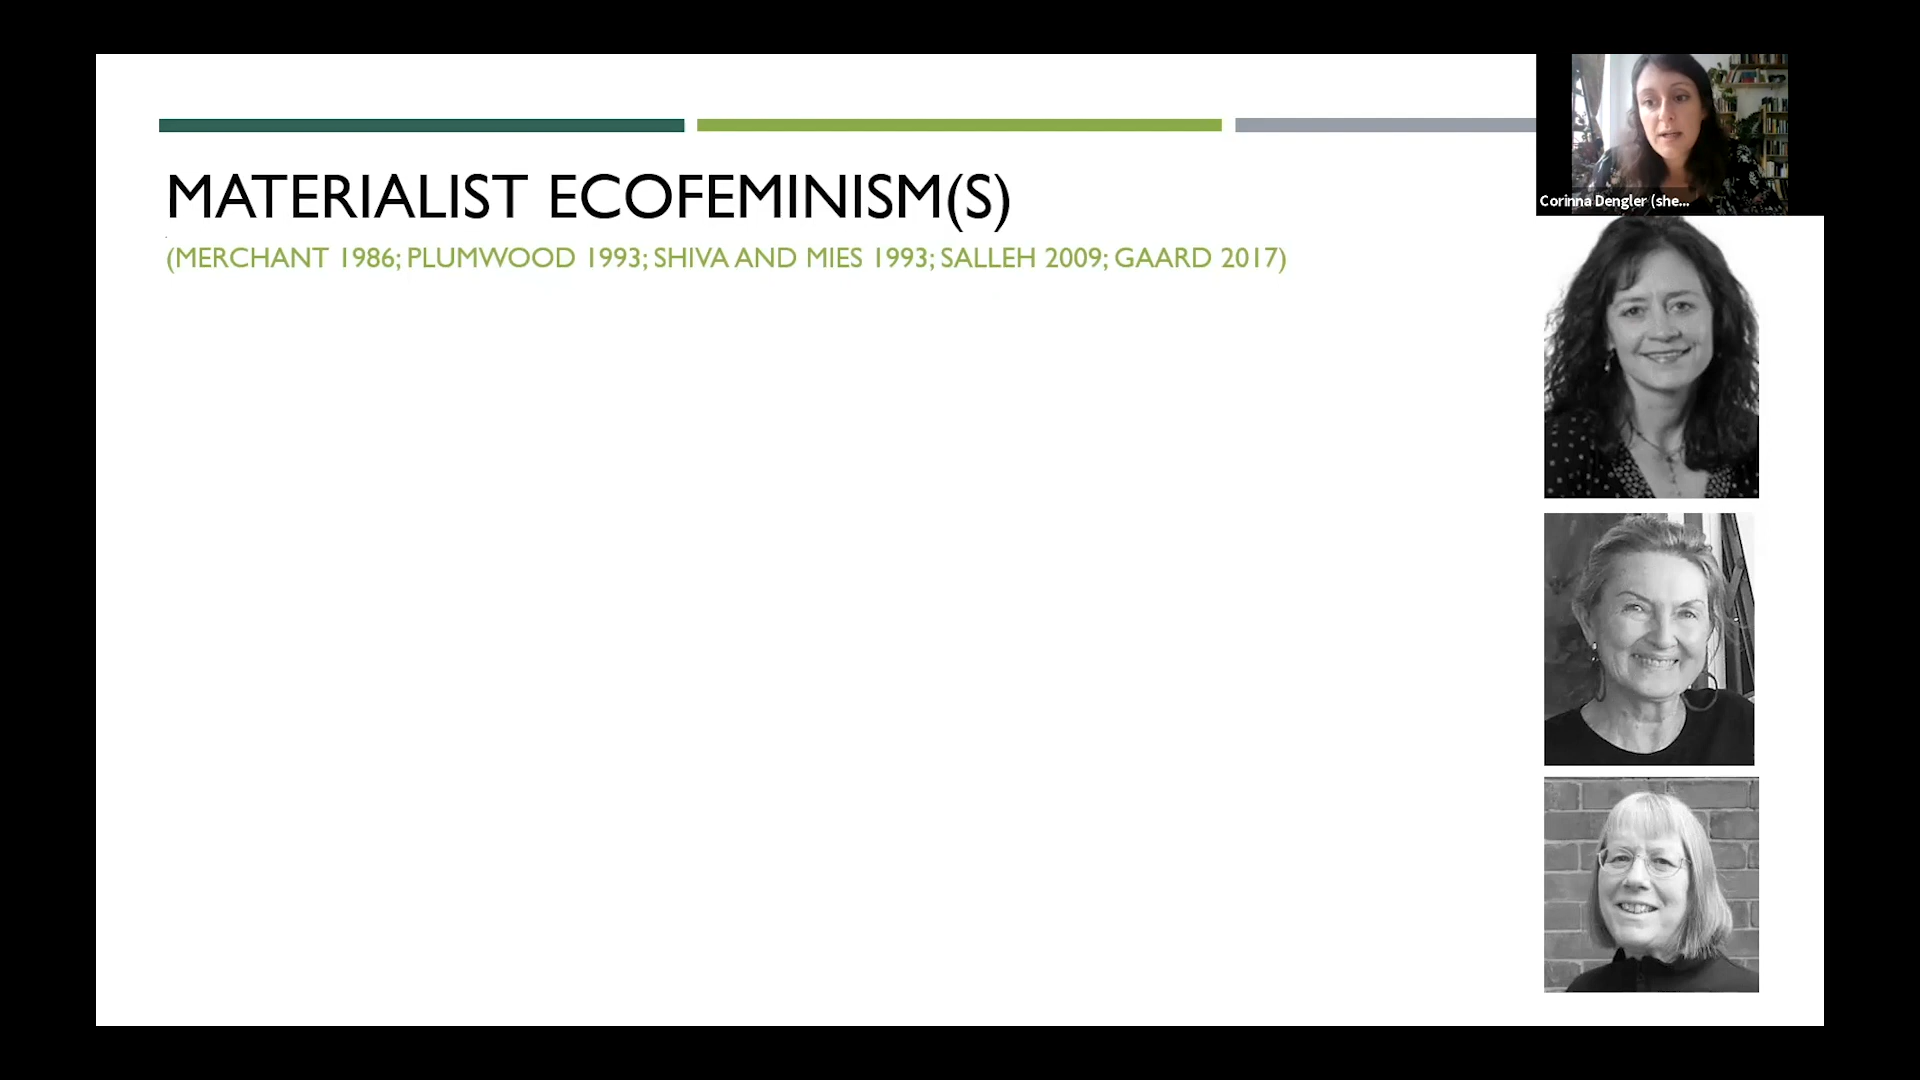 MATERIALIST ECOFEMINISM(S)
(MERCHANT 1986; PLUMWOOD 1993; SHIVA AND MIES 1993; SALLEH 2009; GAARD 2017)
Corinna Dengler (she...